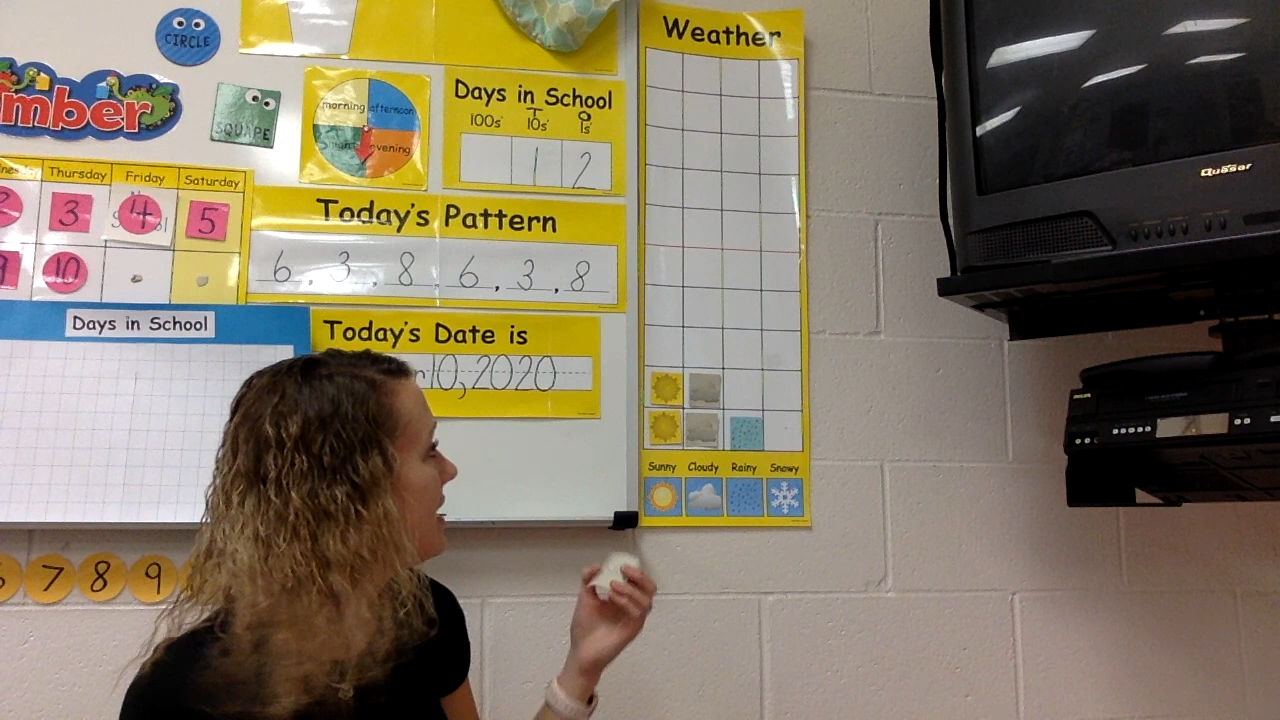 CIRCLE
mber
SQUARE
morning afternoon
evening
Days in School
T O
100s' 10s' 1s'
1 2
Weather
Quasar
Thursday Friday Saturday
3 4 5
10
Today's Pattern
6, 3, 8 6, 3, 8
Days in School
Today's Date is
r 10, 2020
Sunny Cloudy Rainy Snowy
7 8 9